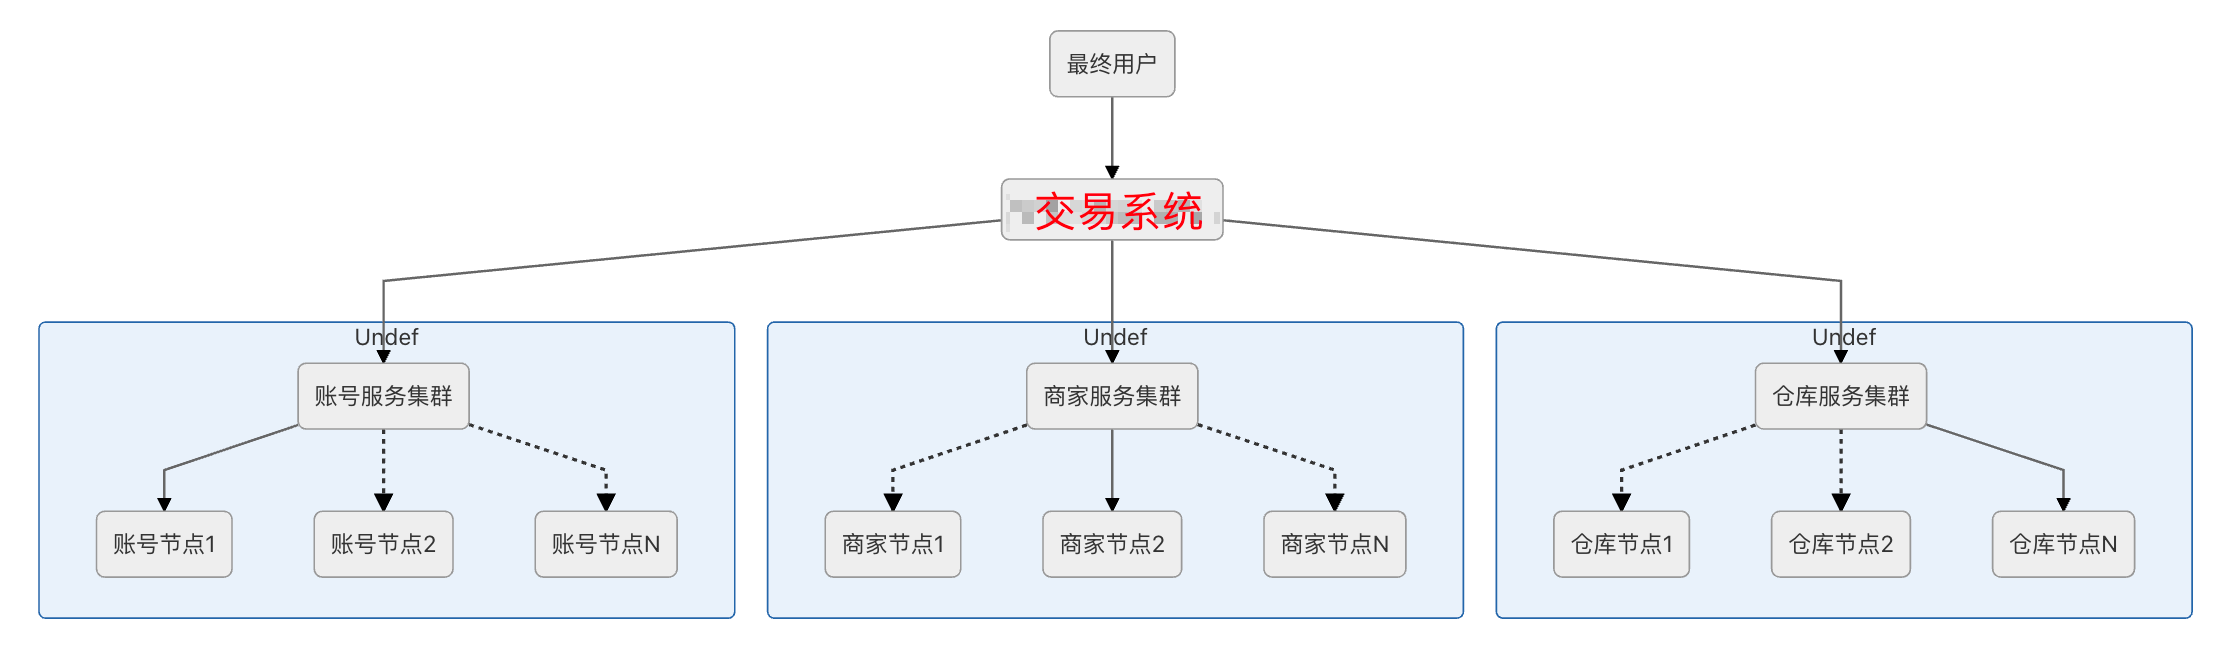 最终用户
交易系统
Undef
Undef
Undef
账号服务集群
商家服务集群
仓库服务集群
账号节点1
账号节点2
账号节点N
商家节点1
商家节点2
商家节点N
仓库节点1
仓库节点2
仓库节点N